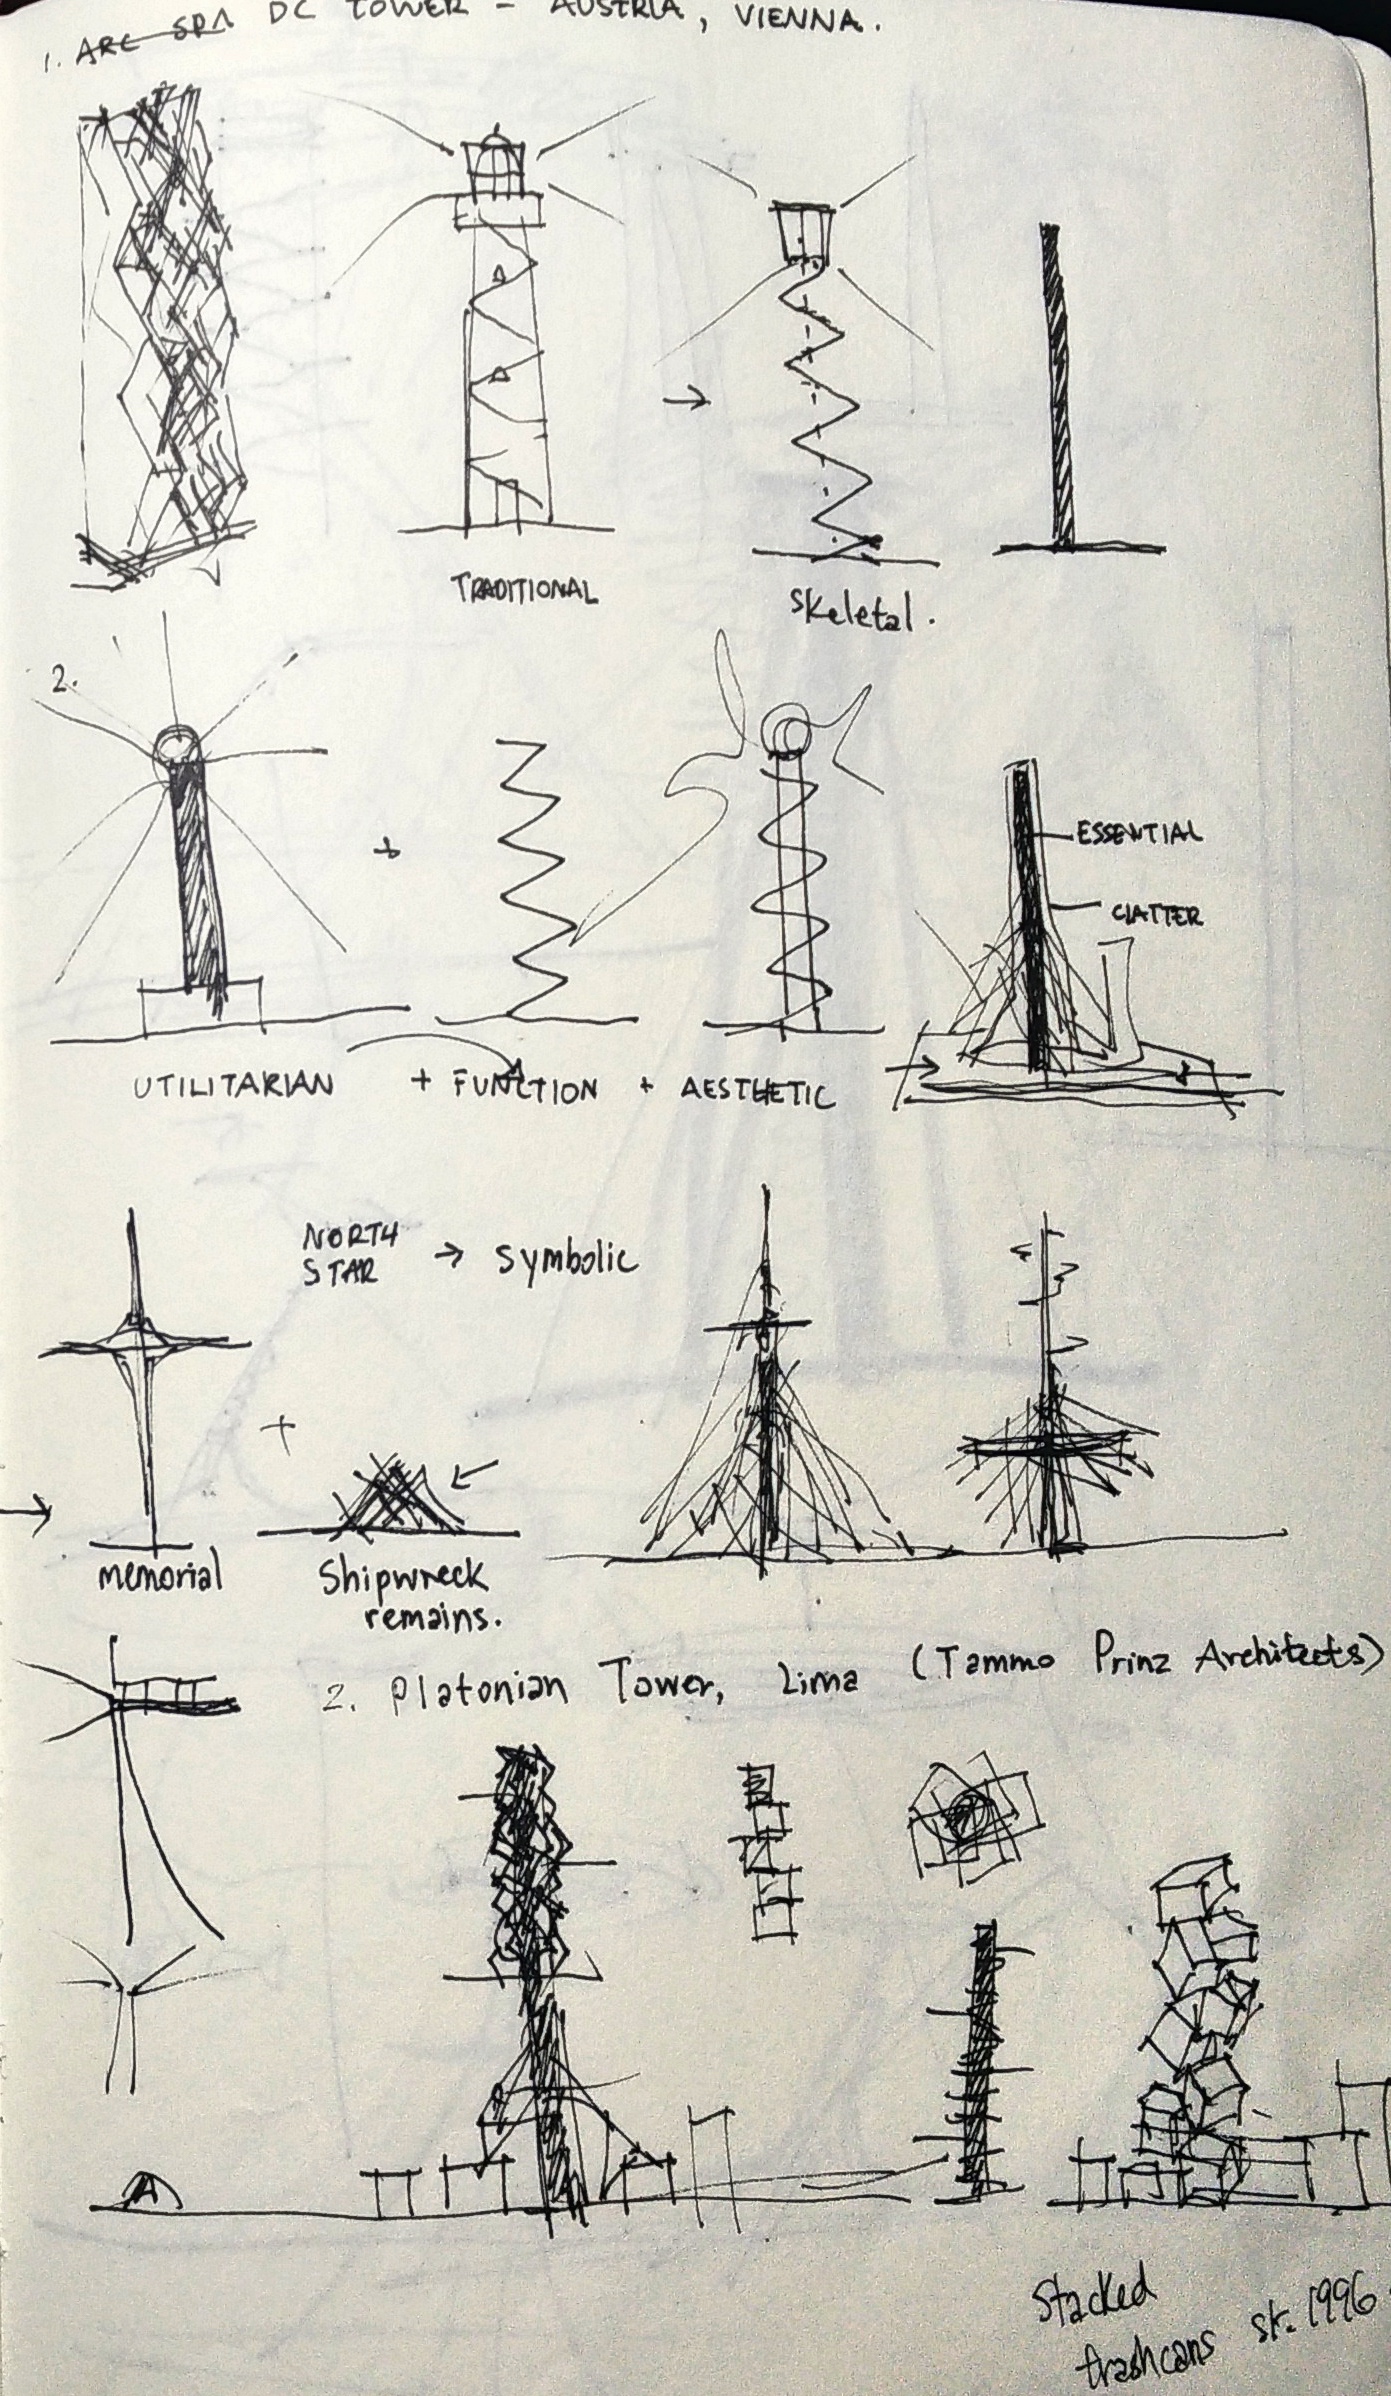 1. ARC SPA DC TOWER - AUSTRIA, VIENNA.
TRADITIONAL
Skeletal.
2.
+
ESSENTIAL
CLATTER
UTILITARIAN + FUNCTION + AESTHETIC
NORTH
STAR → symbolic
+
memorial
Shipwreck
remains.
2. Platonian Tower, Lima (Tammo Prinz Architects)
Stacked
trashcans sk. 1996